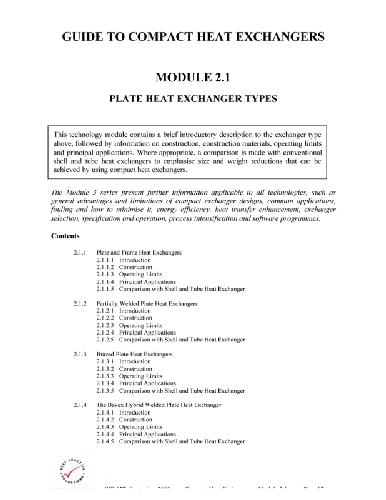 GUIDE TO COMPACT HEAT EXCHANGERS
MODULE 2.1
PLATE HEAT EXCHANGER TYPES
This technology module contains a brief introductory description to the exchanger type
above, followed by information on construction, construction materials, operating limits
and principal applications. Where appropriate, a comparison is made with conventional
shell and tube heat exchangers to emphasise size and weight reductions that can be
achieved by using compact heat exchangers.
The Module 3 series present further information applicable to all technologies, such as
general advantages and limitations of compact exchanger designs, common applications,
fouling and how to minimise it, energy efficiency, heat transfer enhancement, exchanger
selection, specification and operation, process intensification and software programmes.
Contents
2.1.1 Plate and Frame Heat Exchangers
2.1.1.1 Introduction
2.1.1.2 Construction
2.1.1.3 Operating Limits
2.1.1.4 Principal Applications
2.1.1.5 Comparison with Shell and Tube Heat Exchanger
2.1.2 Partially Welded Plate Heat Exchangers
2.1.2.1 Introduction
2.1.2.2 Construction
2.1.2.3 Operating Limits
2.1.2.4 Principal Applications
2.1.2.5 Comparison with Shell and Tube Heat Exchanger
2.1.3 Brazed Plate Heat Exchangers
2.1.3.1 Introduction
2.1.3.2 Construction
2.1.3.3 Operating Limits
2.1.3.4 Principal Applications
2.1.3.5 Comparison with Shell and Tube Heat Exchanger
2.1.4 The Bavex Hybrid Welded Plate Heat Exchanger
2.1.4.1 Introduction
2.1.4.2 Construction
2.1.4.3 Operating Limits
2.1.4.4 Principal Applications
2.1.4.5 Comparison with Shell and Tube Heat Exchanger